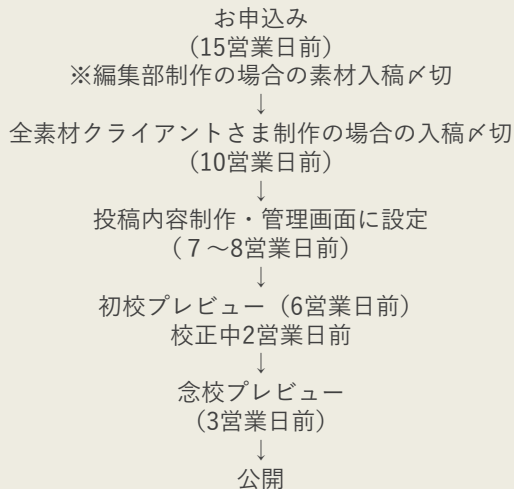 お申込み
(15営業日前)
※編集部制作の場合の素材入稿〆切
↓
全素材クライアントさま制作の場合の入稿〆切
(10営業日前)
↓
投稿内容制作・管理画面に設定
(７〜8営業日前)
↓
初校プレビュー（6営業日前）
校正中2営業日前
↓
念校プレビュー
(3営業日前)
↓
公開